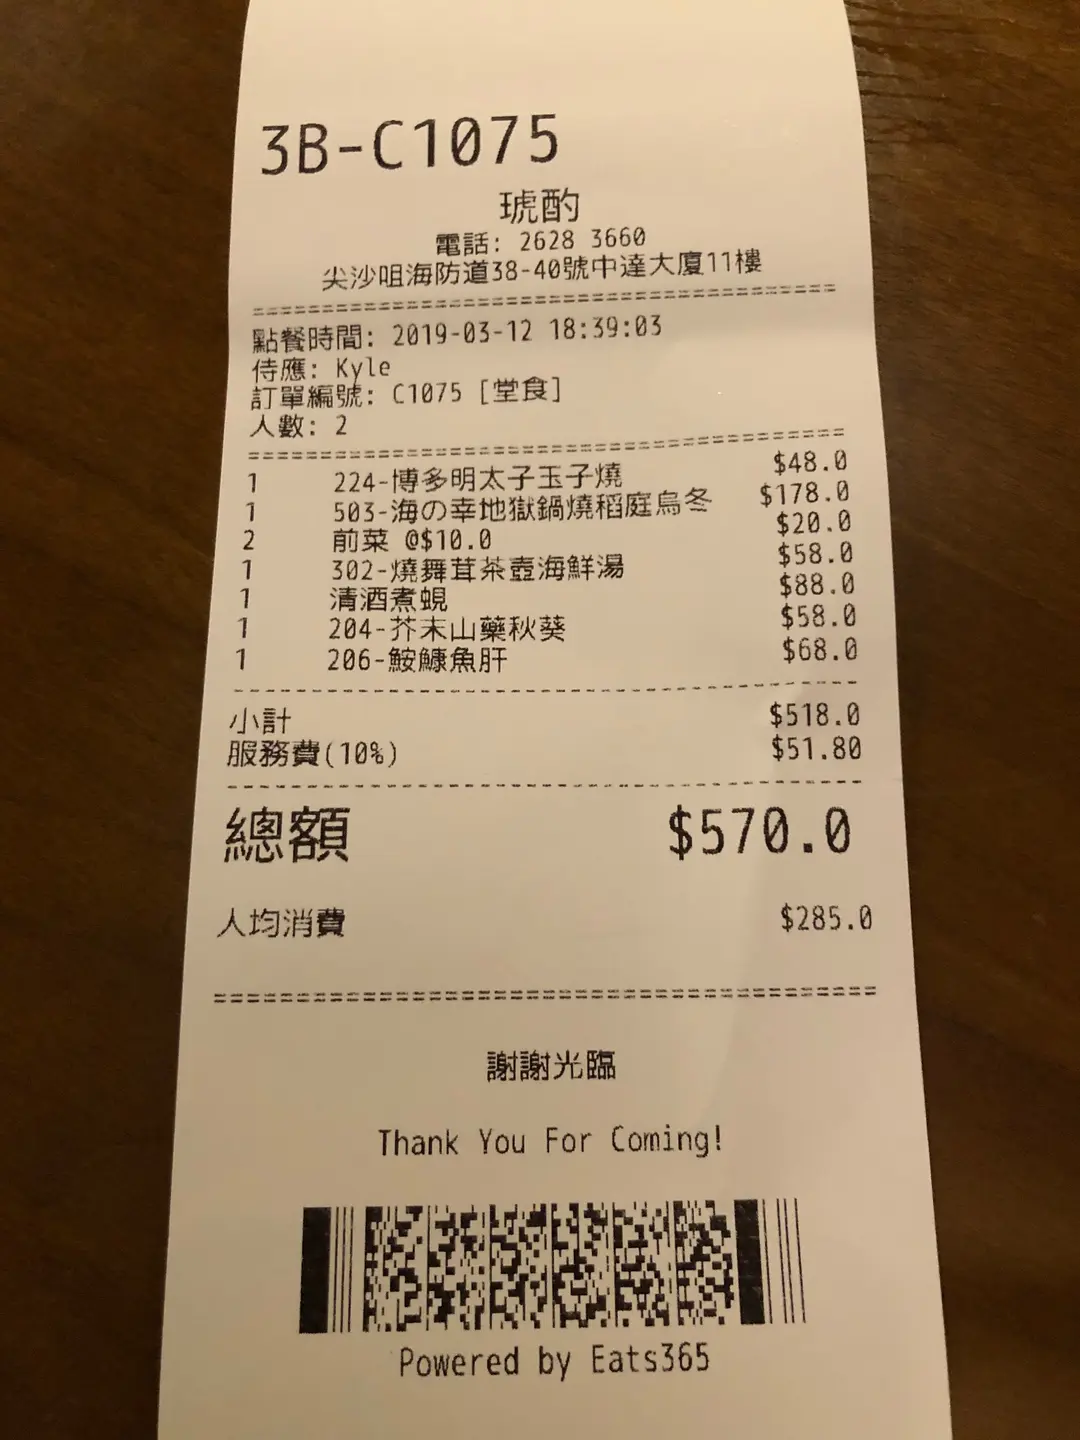 3B-C1075
琥酌
電話: 2628 3660
尖沙咀海防道38-40號中達大廈11樓
點餐時間: 2019-03-12 18:39:03
侍應: Kyle
訂單編號: C1075 [堂食]
人數: 2
1 224-博多明太子玉子燒 $48.0
1 503-海の幸地獄鍋燒稻庭烏冬 $178.0
2 前菜 @$10.0 $20.0
1 302-燒舞茸茶壺海鮮湯 $58.0
1 清酒煮蜆 $88.0
1 204-芥末山藥秋葵 $58.0
1 206-鮟鱇魚肝 $68.0
小計 $518.0
服務費(10%) $51.80
總額 $570.0
人均消費 $285.0
謝謝光臨
Thank You For Coming!
Powered by Eats365